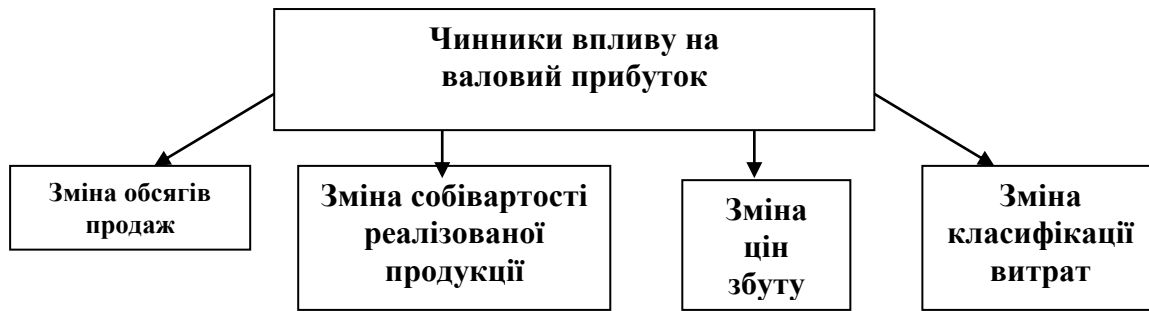 Чинники впливу на
валовий прибуток
Зміна обсягів
продаж
Зміна собівартості
реалізованої
продукції
Зміна
цін
збуту
Зміна
класифікації
витрат